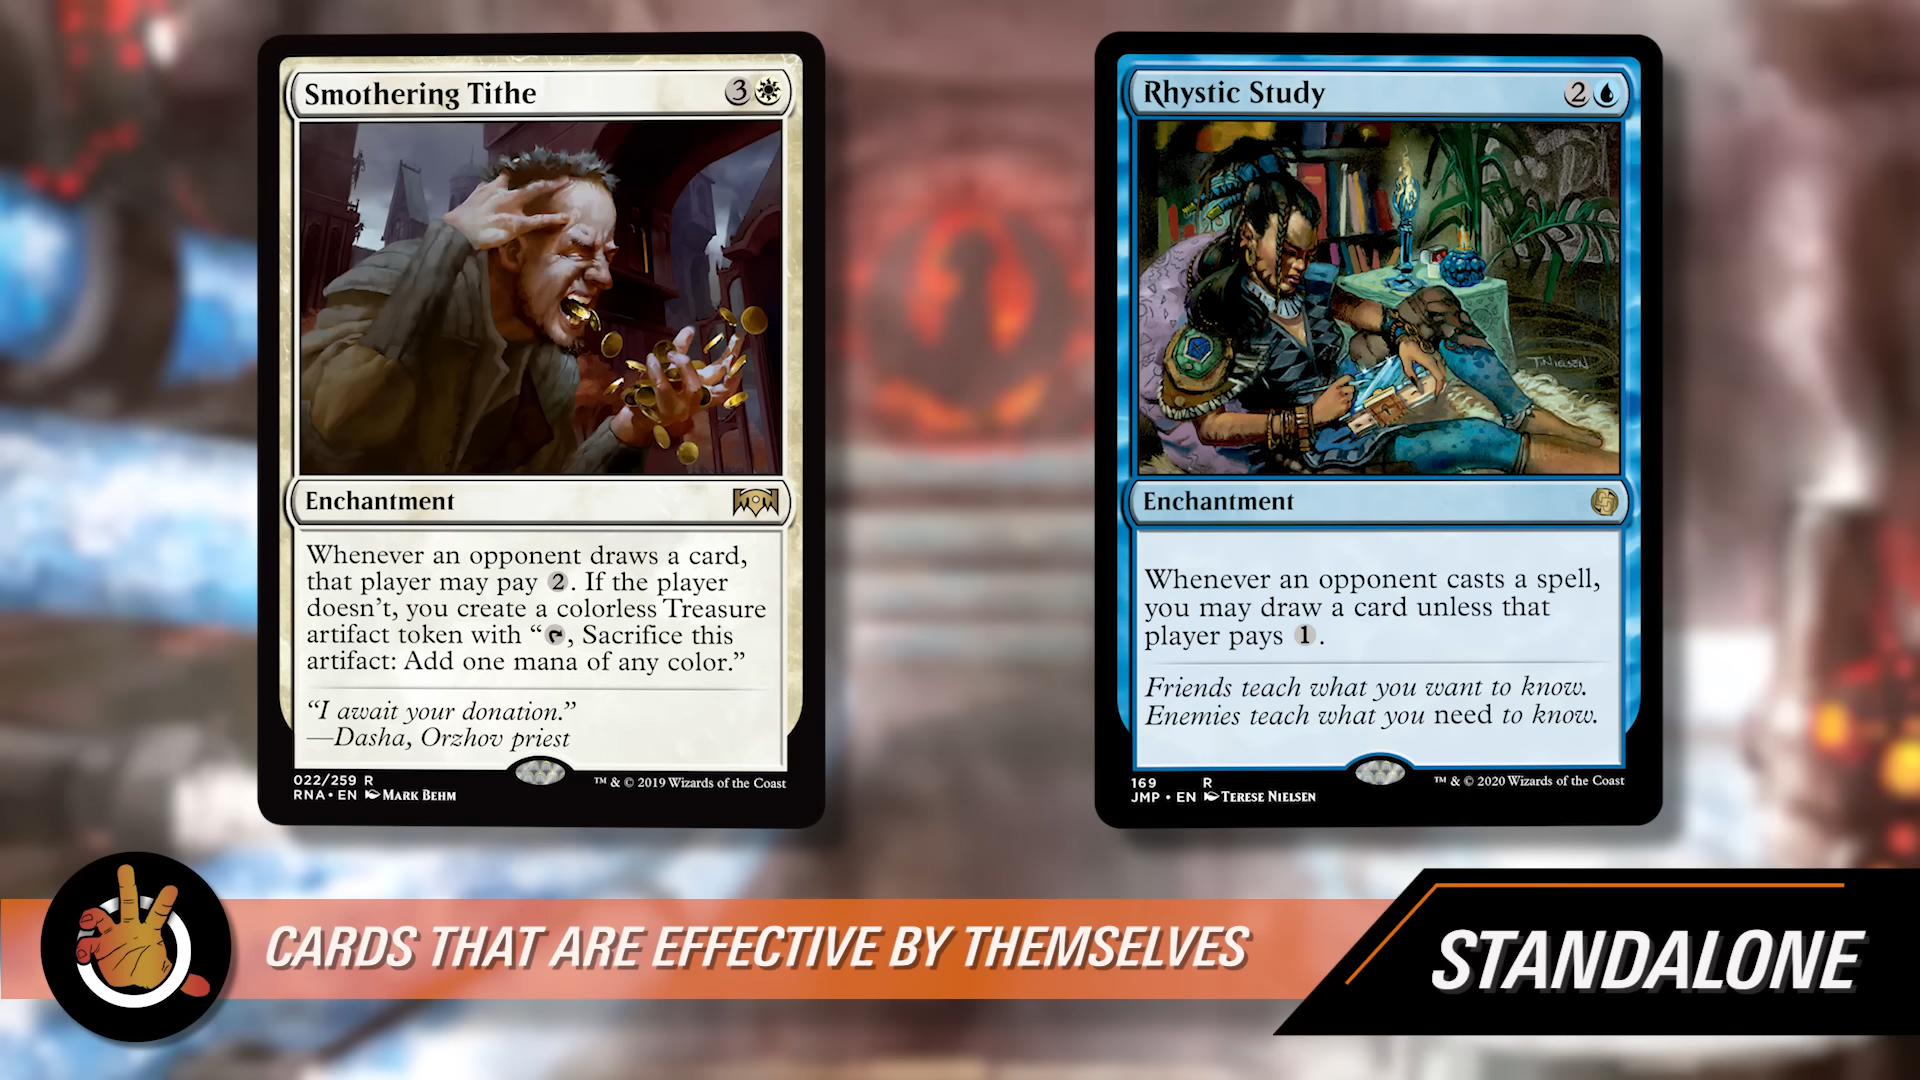 Smothering Tithe 3
Enchantment
Whenever an opponent draws a card,
that player may pay 2. If the player
doesn't, you create a colorless Treasure
artifact token with “, Sacrifice this
artifact: Add one mana of any color.”
“I await your donation.”
—Dasha, Orzhov priest
022/259 R
RNA • EN MARK BEHM
™ & © 2019 Wizards of the Coast
Rhystic Study 2
T. NIELSEN
Enchantment
Whenever an opponent casts a spell,
you may draw a card unless that
player pays 1.
Friends teach what you want to know.
Enemies teach what you need to know.
169 R
JMP • EN TERESE NIELSEN
™ & © 2020 Wizards of the Coast
CARDS THAT ARE EFFECTIVE BY THEMSELVES
STANDALONE